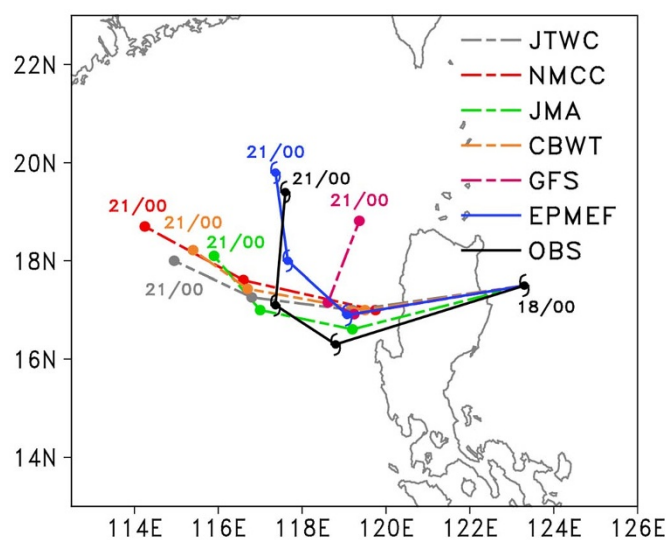 JTWC
NMCC
JMA
CBWT
GFS
EPMEF
OBS
22N
20N
18N
16N
14N
21/00
21/00
21/00
21/00
21/00
21/00
21/00
18/00
114E 116E 118E 120E 122E 124E 126E